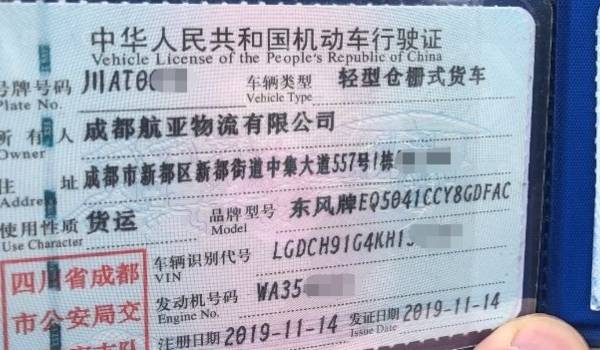 中华人民共和国机动车行驶证
Vehicle License of the People's Republic of China
号牌号码 川AT0 车辆类型 轻型仓栅式货车
Plate No. Vehicle Type
所有人 成都航亚物流有限公司
Owner
住址 成都市新都区新都街道中集大道557号1栋
Address
使用性质 货运 品牌型号 东风牌EQ5041CCY8GDFAC
Use Character Model
车辆识别代号 LGDCH91G4KH1
VIN
发动机号码 WA35
Engine No.
四川省成都
市公安局交
注册日期 2019-11-14 发证日期 2019-11-14
Issue Date